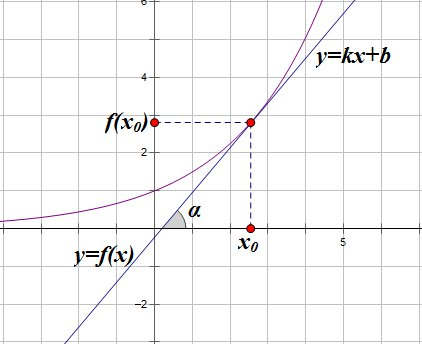 6
y=kx+b
4
f(x₀)
2
α
y=f(x)
x₀
5
−2